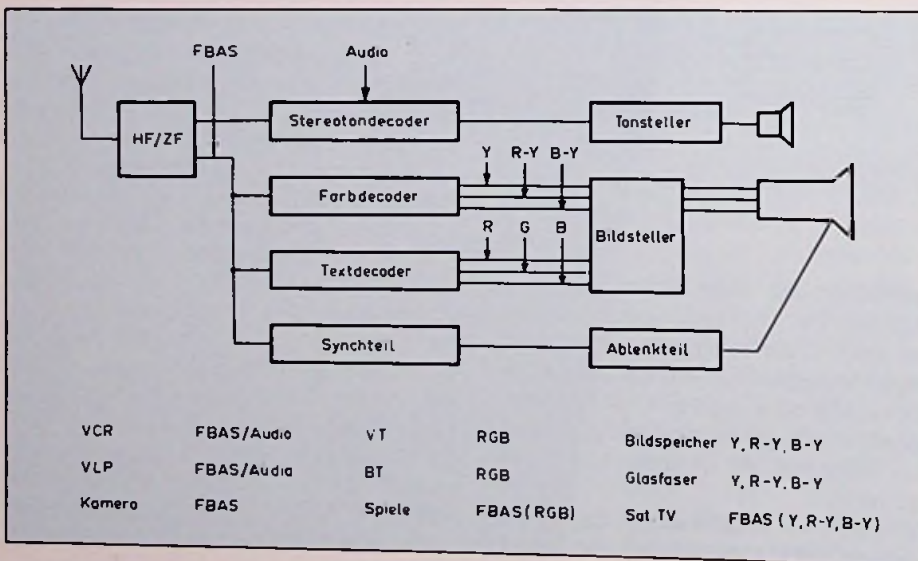 FBAS Audio
HF/ZF
Stereotondecoder
Tonsteller
Y R-Y B-Y
Farbdecoder
R G B
Bildsteller
Textdecoder
Synchteil
Ablenkteil
VCR FBAS/Audio VT RGB Bildspeicher Y, R-Y, B-Y
VLP FBAS/Audio BT RGB Glasfaser Y, R-Y, B-Y
Kamera FBAS Spiele FBAS (RGB) Sat. TV FBAS (Y, R-Y, B-Y)